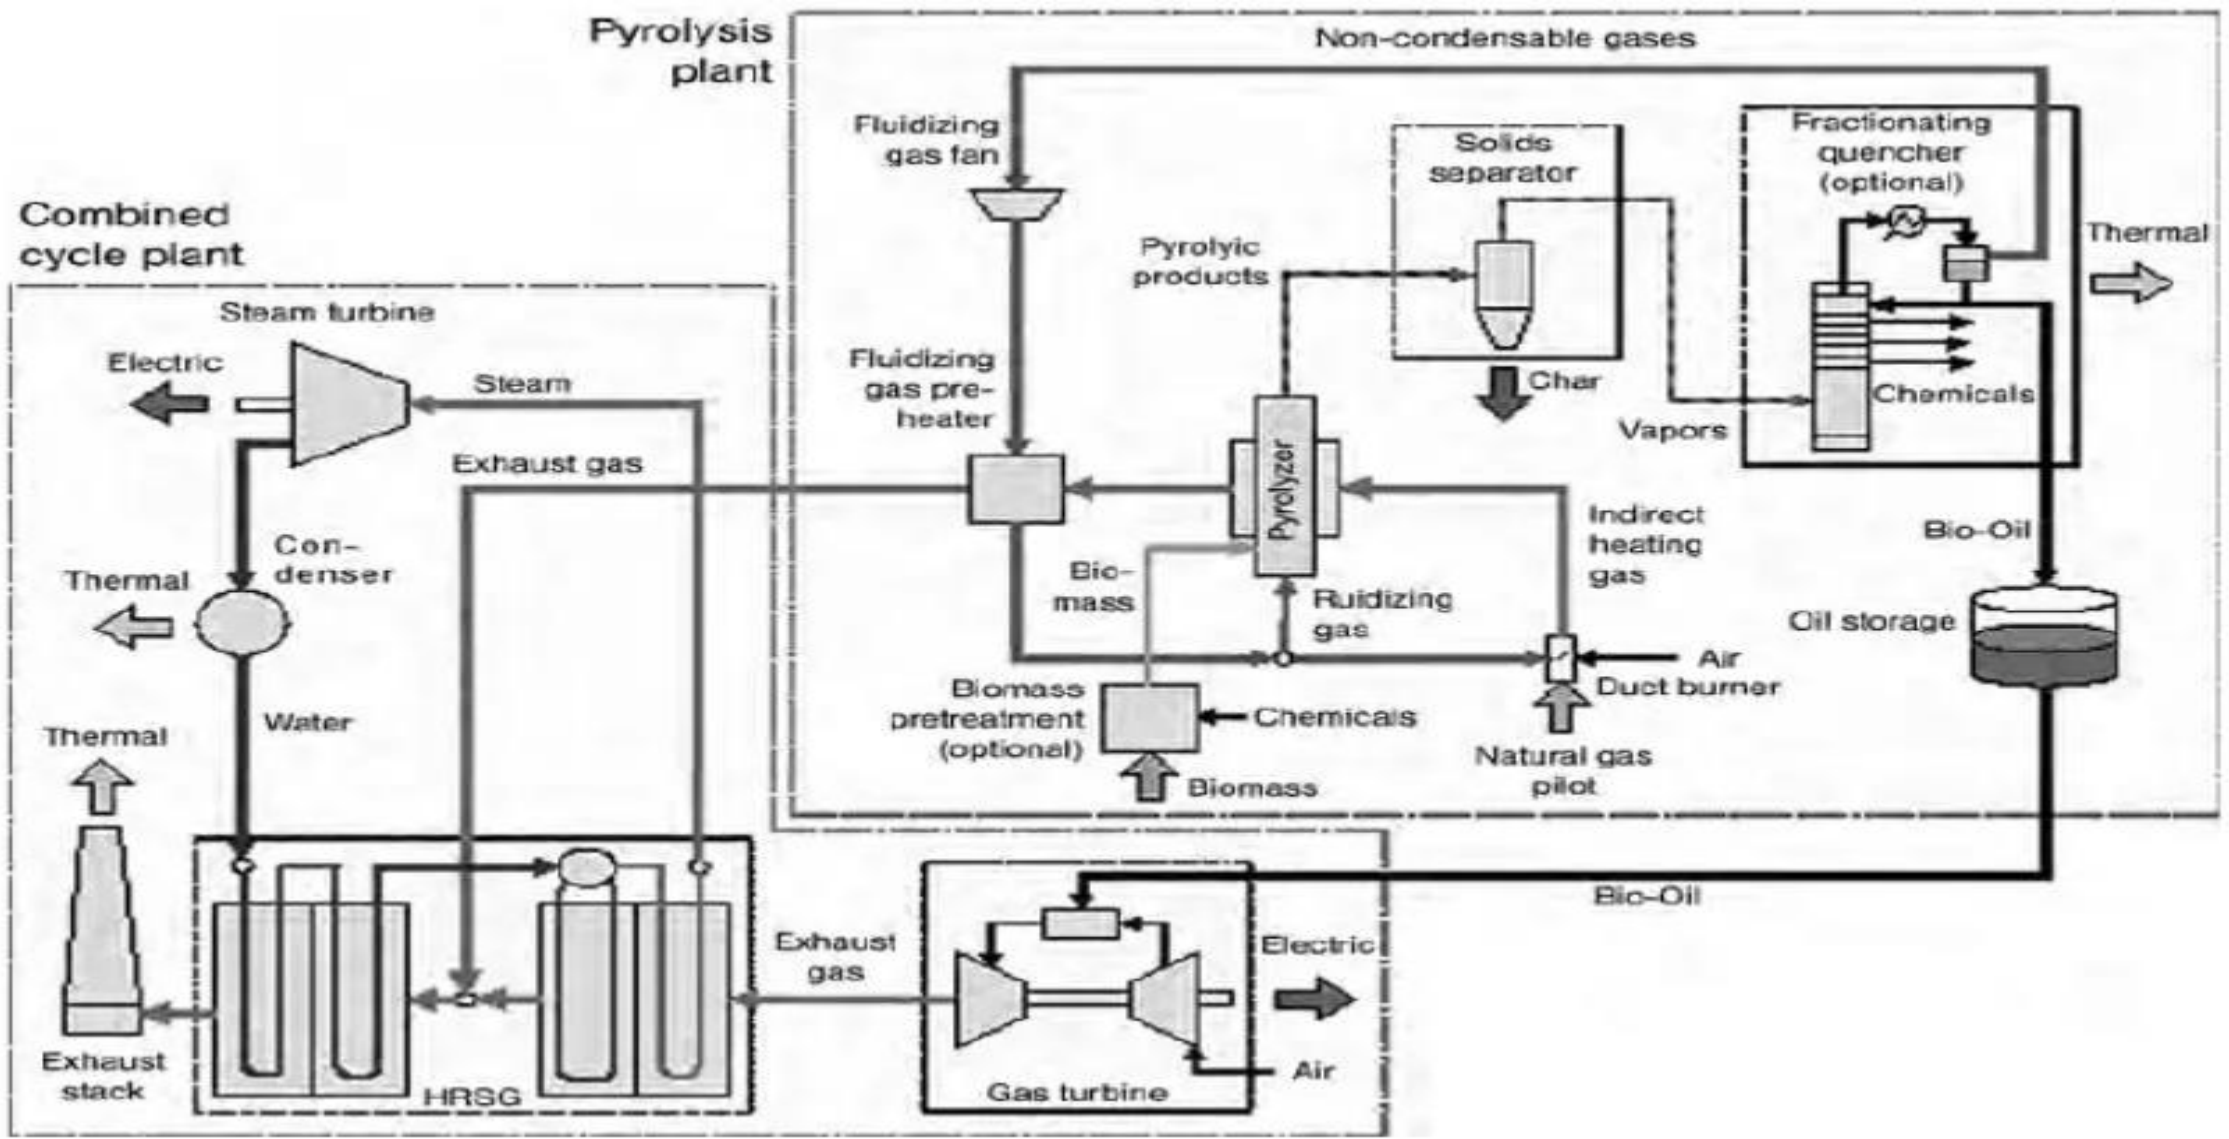 Pyrolysis
plant
Non-condensable gases
Fluidizing
gas fan
Solids
separator
Fractionating
quencher
(optional)
Thermal
Combined
cycle plant
Pyrolyic
products
Steam turbine
Electric
Steam
Fluidizing
gas pre-
heater
Char
Chemicals
Vapors
Exhaust gas
Pyrolyzer
Indirect
heating
gas
Bio-Oil
Con-
denser
Thermal
Bio-
mass
Ruidizing
gas
Oil storage
Air
Duct burner
Biomass
pretreatment
(optional)
Chemicals
Water
Thermal
Natural gas
pilot
Biomass
Bio-Oil
Exhaust
gas
Electric
Exhaust
stack
HRSG
Gas turbine
Air